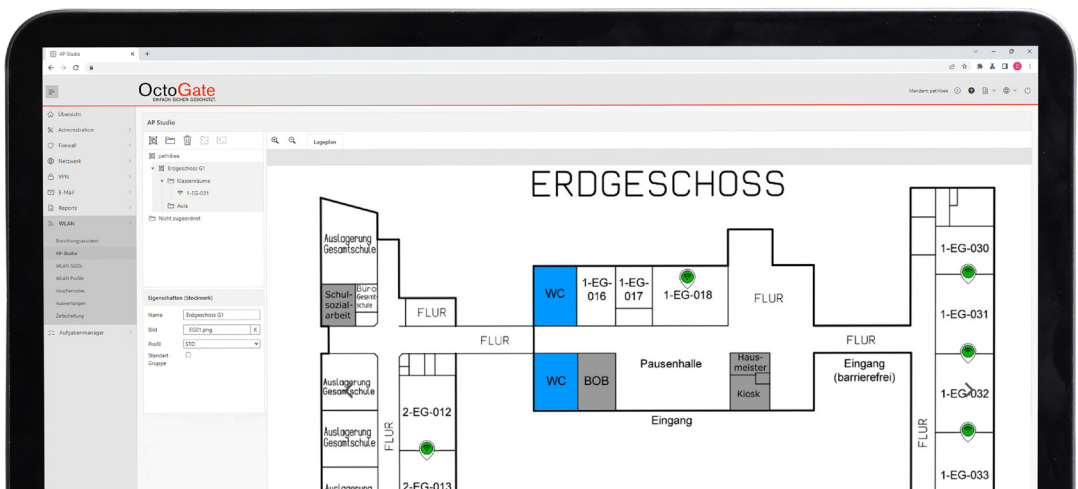 AP-Studio
OctoGate
EINFACH SICHER GESCHÜTZT.
Mandant: petribee
Übersicht
Administration
Firewall
Netzwerk
VPN
E-Mail
Reports
WLAN
Einrichtungsassistent
AP-Studio
WLAN SSIDs
WLAN Profile
Vouchercodes
Auswertungen
Zeitschaltung
Aufgabenmanager
AP Studio
petribee
Erdgeschoss G1
Klassenräume
1-EG-031
Aula
Nicht zugeordnet
Eigenschaften (Stockwerk)
Name
Erdgeschoss G1
Bild
EG01.png
X
Profil
STD
Standard
Gruppe
Lageplan
ERDGESCHOSS
Auslagerung
Gesamtschule
Schul-
sozial-
arbeit
Büro
Gesamt-
schule
FLUR
FLUR
WC
1-EG-
016
1-EG-
017
1-EG-018
FLUR
1-EG-030
1-EG-031
FLUR
Eingang
(barrierefrei)
WC
BOB
Pausenhalle
Haus-
meister
Kiosk
Eingang
1-EG-032
1-EG-033
FLUR
Auslagerung
Gesamtschule
Auslagerung
Gesamtschule
Auslagerung
FLUR
2-EG-012
2-EG-013